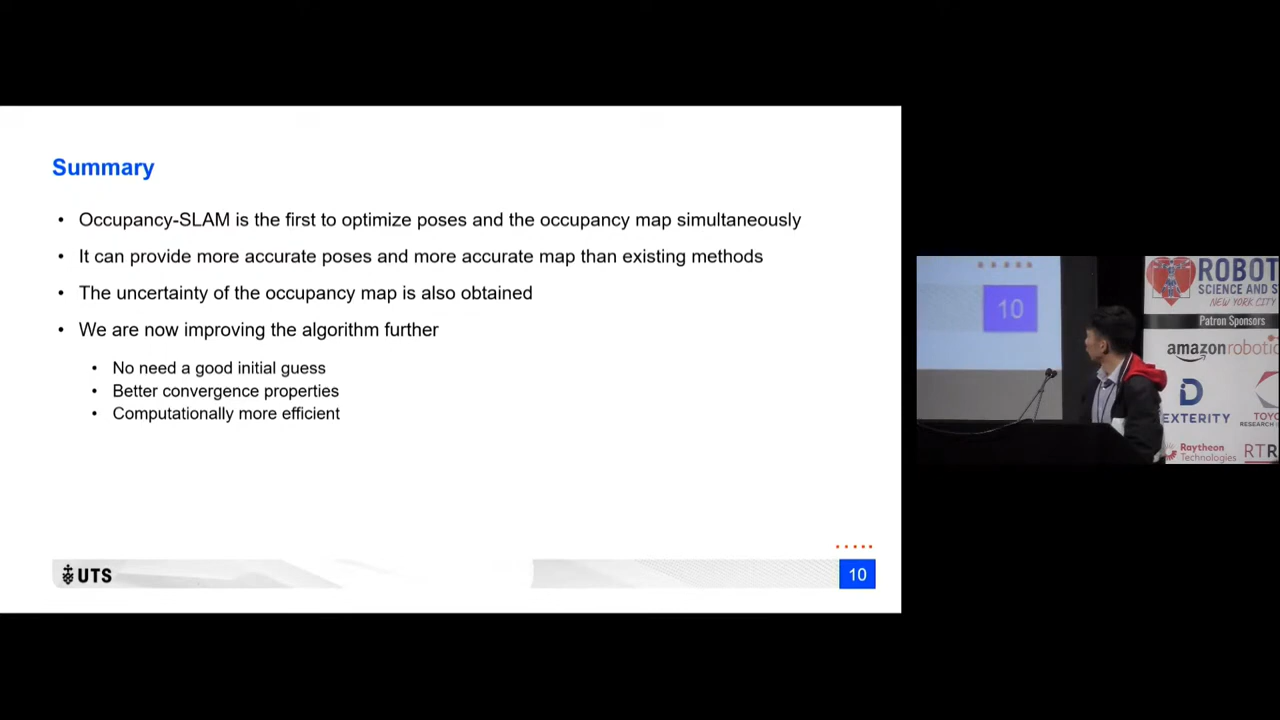 Summary
• Occupancy-SLAM is the first to optimize poses and the occupancy map simultaneously
• It can provide more accurate poses and more accurate map than existing methods
• The uncertainty of the occupancy map is also obtained
• We are now improving the algorithm further
• No need a good initial guess
• Better convergence properties
• Computationally more efficient
UTS
10
10
ROBOT
SCIENCE AND S
NEW YORK CITY
Patron Sponsors
amazon robotic
D
EXTERITY
TOYO
RESEARCH
Raytheon
Technologies
RTR